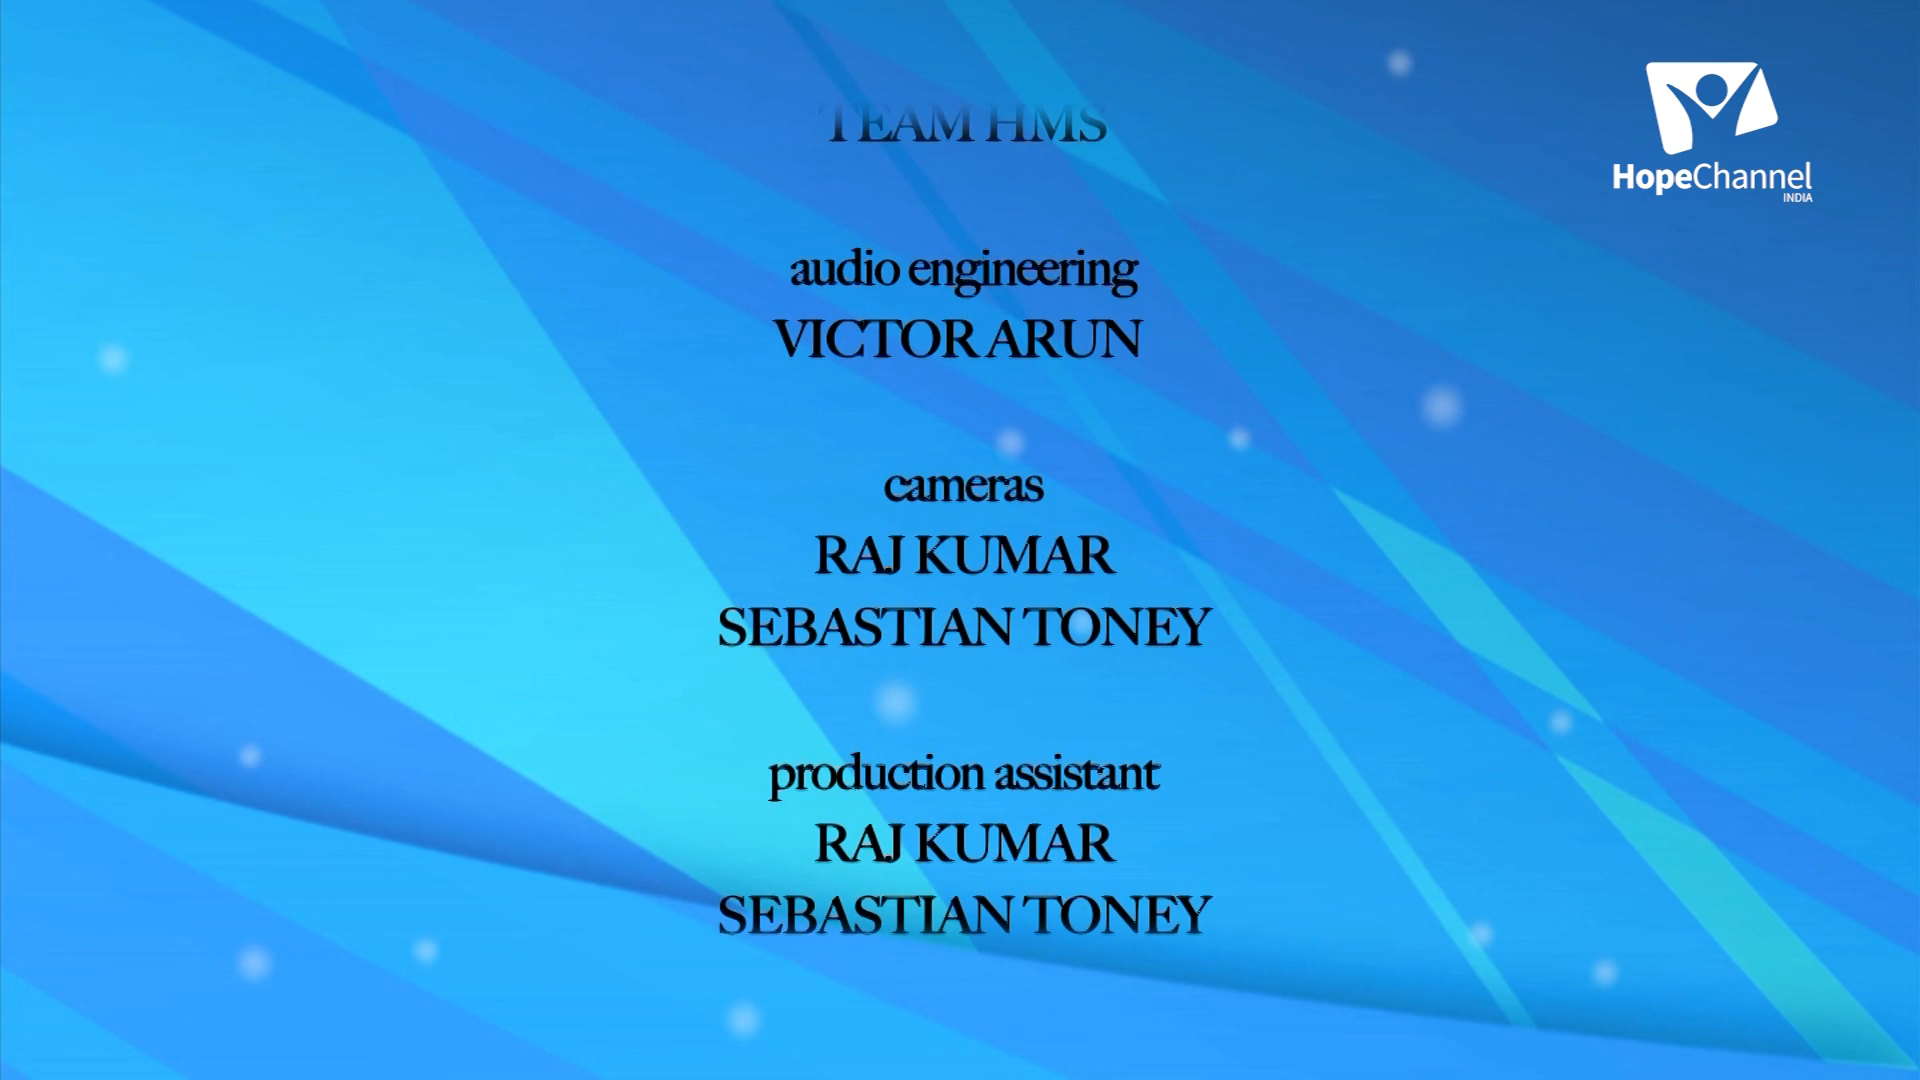 TEAM HMS
HopeChannel
INDIA
audio engineering
VICTOR ARUN
cameras
RAJ KUMAR
SEBASTIAN TONEY
production assistant
RAJ KUMAR
SEBASTIAN TONEY